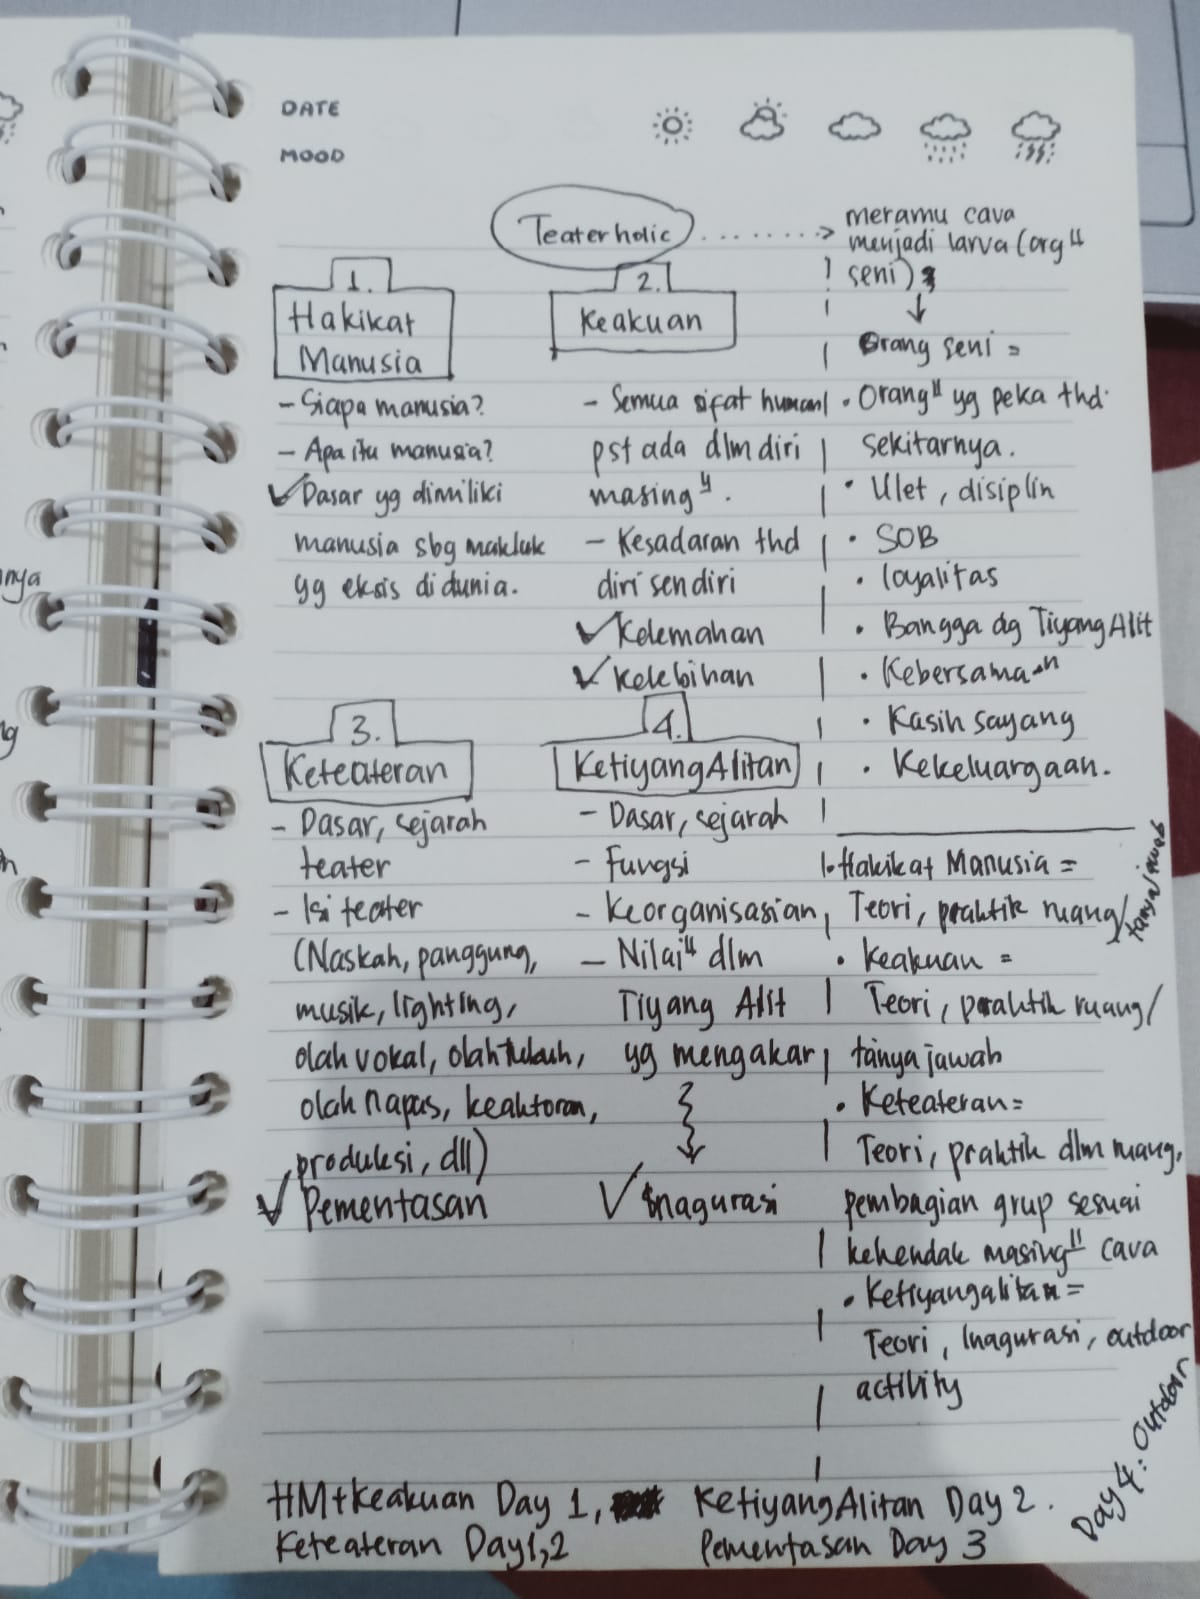 DATE
MOOD
Teaterholic
meramu cava
menjadi larva (org"
seni)
1.
Hakikat
Manusia
- Siapa manusia?
- Apa itu manusia?
✓ Dasar yg dimiliki
manusia sbg makluk
yg eksis di dunia.
2.
Keakuan
- Semua sifat human
pst ada dlm diri
masing".
- Kesadaran thd
diri sendiri
✓ Kelemahan
✓ Kelebihan
Orang seni =
• Orang" yg peka thd
sekitarnya.
• Ulet, disiplin
• SOB
• loyalitas
• Bangga dg Tiyang Alit
• Kebersamaan
• Kasih sayang
• Kekeluargaan.
3.
Keteateran
- Dasar, sejarah
teater
- Isi teater
(Naskah, panggung,
musik, lighting,
olah vokal, olah tubuh,
olah napas, keaktoran,
produksi, dll)
✓ Pementasan
4.
KetiyangAlitan
- Dasar, sejarah
- Fungsi
- Keorganisasian
- Nilai" dlm
Tiyang Alit
yg mengakar
✓ Inagurasi
• Hakikat Manusia =
Teori, praktik ruang/
tanya jawab
• Keakuan =
Teori, praktik ruang/
tanya jawab
• Keteateran =
Teori, praktik dlm ruang,
pembagian grup sesuai
kehendak masing" cava
• Ketiyangalitan =
Teori, Inagurasi, outdoor
activity
HM+Keakuan Day 1, KetiyangAlitan Day 2.
Keteateran Day1,2 Pementasan Day 3
Day 4: Outdoor